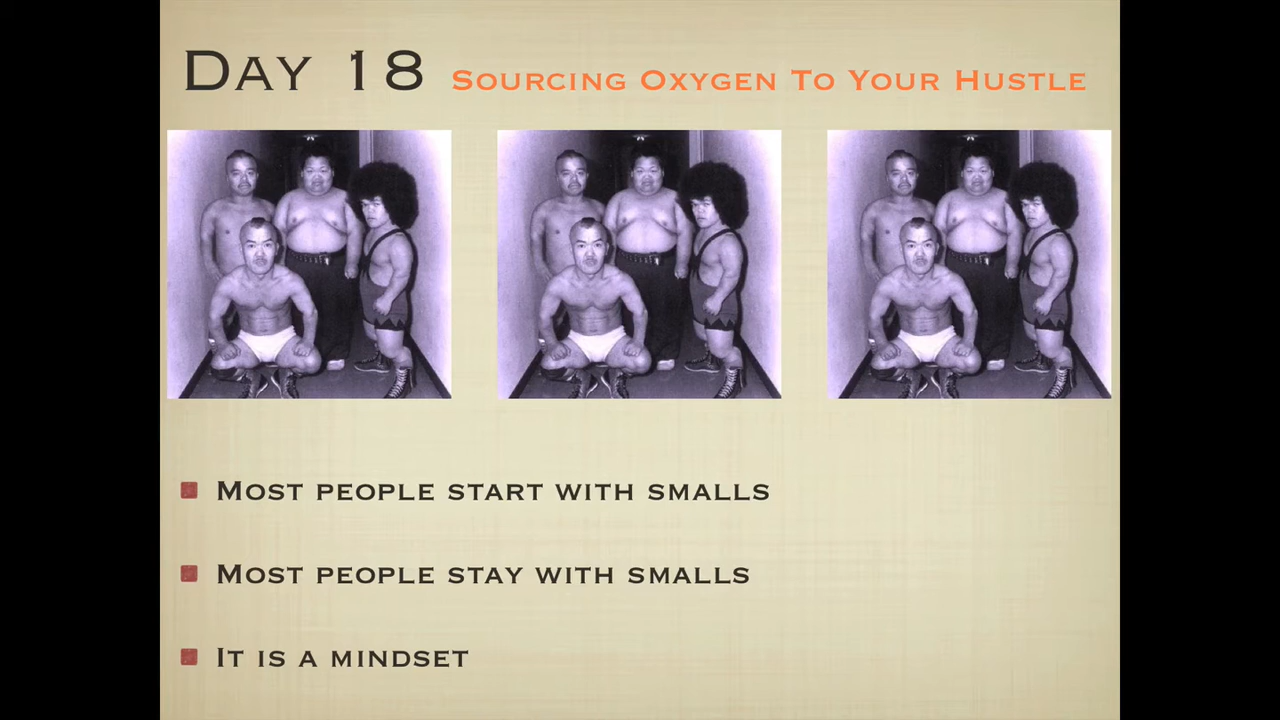 Day 18 Sourcing Oxygen To Your Hustle
Most people start with smalls
Most people stay with smalls
It is a mindset